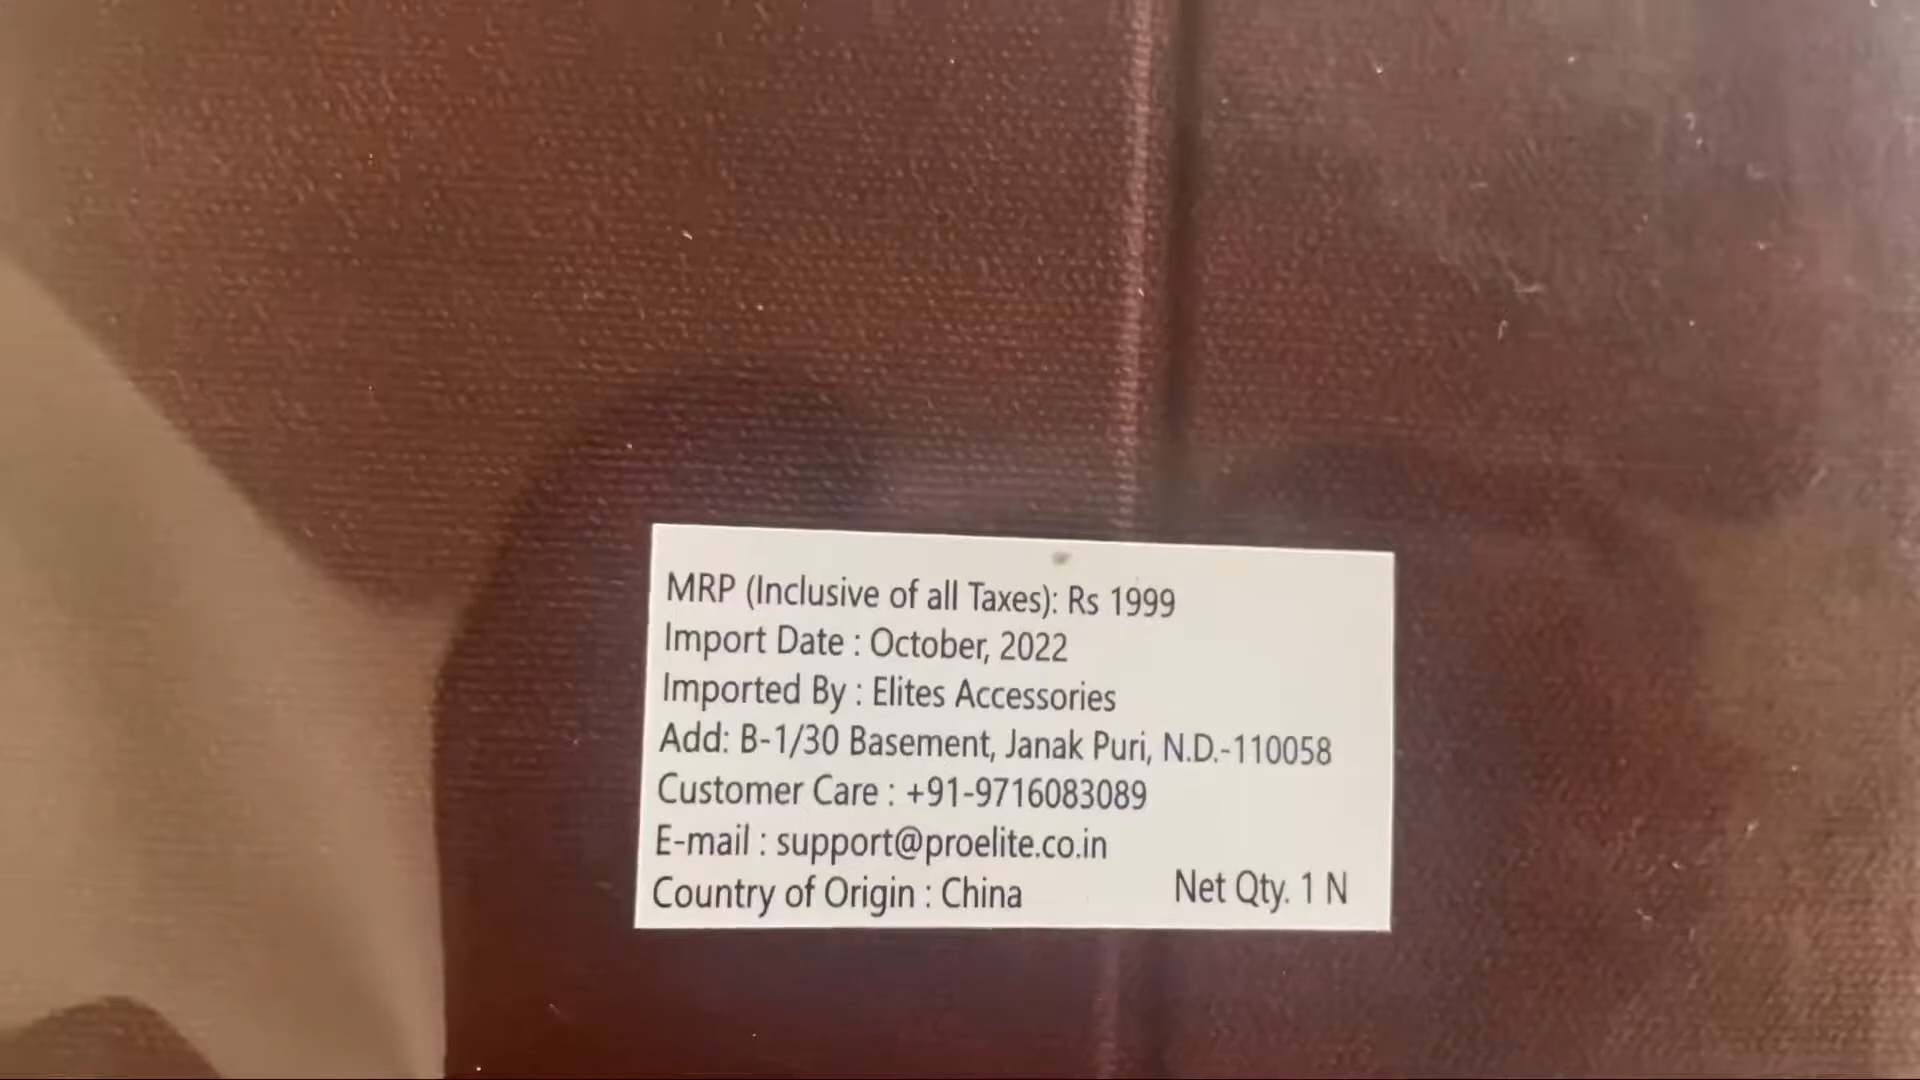 MRP (Inclusive of all Taxes): Rs 1999
Import Date : October, 2022
Imported By : Elites Accessories
Add: B-1/30 Basement, Janak Puri, N.D.-110058
Customer Care : +91-9716083089
E-mail : support@proelite.co.in
Country of Origin : China Net Qty. 1 N